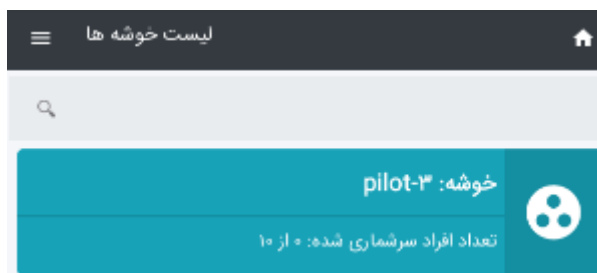 لیست خوشه ها
خوشه: pilot-۳
تعداد افراد سرشماری شده: ۰ از ۱۰